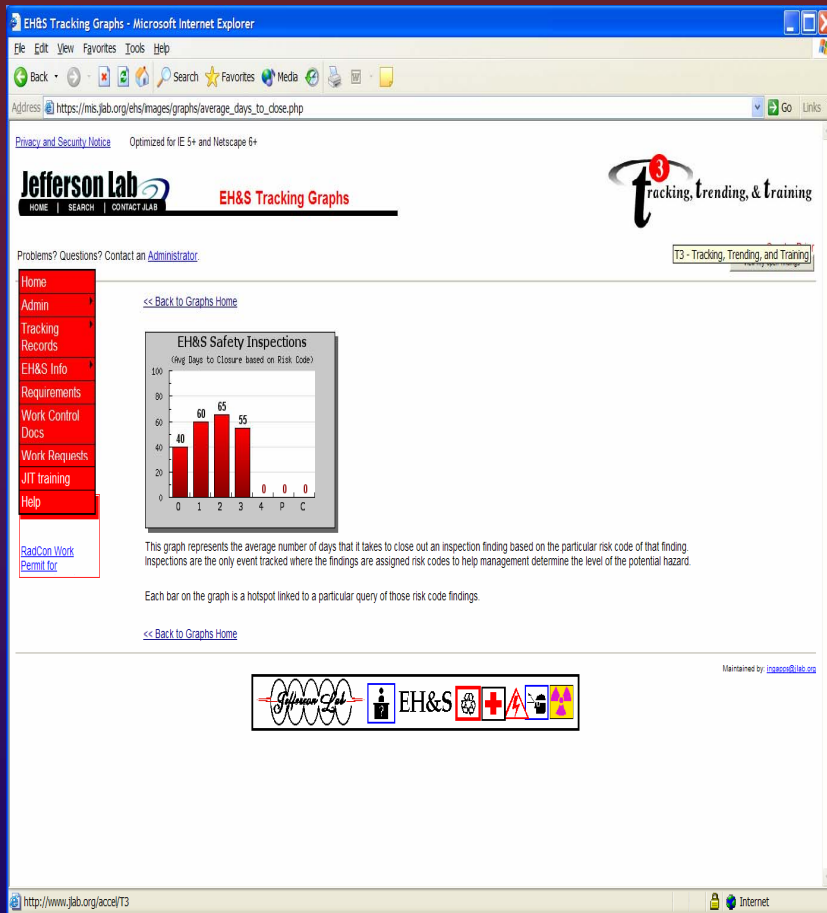 EH&S Tracking Graphs - Microsoft Internet Explorer
File Edit View Favorites Tools Help
Back Search Favorites Media
Address https://mis.jlab.org/ehs/images/graphs/average_days_to_close.php Go Links
Privacy and Security Notice Optimized for IE 5+ and Netscape 6+
Jefferson Lab
HOME | SEARCH | CONTACT JLAB
EH&S Tracking Graphs
t3 racking, trending, & training
Problems? Questions? Contact an Administrator.
T3 - Tracking, Trending, and Training
Home
Admin
Tracking Records
EH&S Info
Requirements
Work Control Docs
Work Requests
JIT training
Help
RadCon Work
Permit for
<< Back to Graphs Home
EH&S Safety Inspections
(Avg Days to Closure based on Risk Code)
100
80
60
40
20
0
40 60 65 55 0 0 0
0 1 2 3 4 P C
This graph represents the average number of days that it takes to close out an inspection finding based on the particular risk code of that finding.
Inspections are the only event tracked where the findings are assigned risk codes to help management determine the level of the potential hazard.
Each bar on the graph is a hotspot linked to a particular query of those risk code findings.
<< Back to Graphs Home
Maintained by:
Jefferson Lab ? EH&S
http://www.jlab.org/accel/T3 Internet